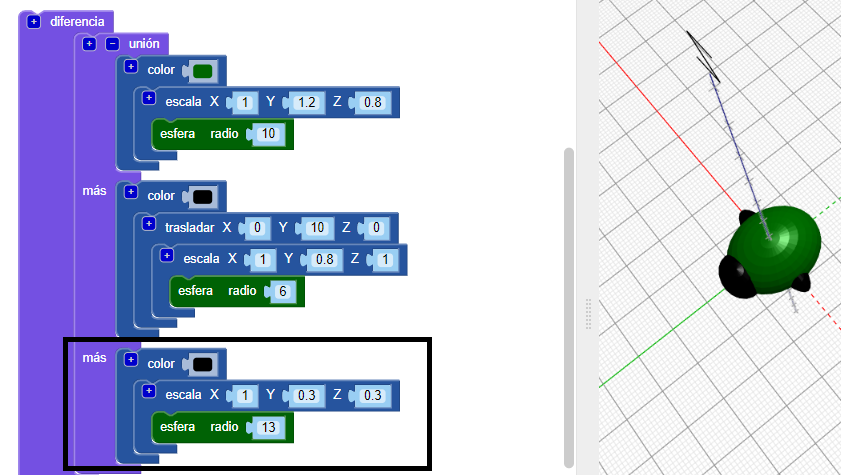 diferencia
unión
color
escala X 1 Y 1.2 Z 0.8
esfera radio 10
más color
trasladar X 0 Y 10 Z 0
escala X 1 Y 0.8 Z 1
esfera radio 6
más color
escala X 1 Y 0.3 Z 0.3
esfera radio 13